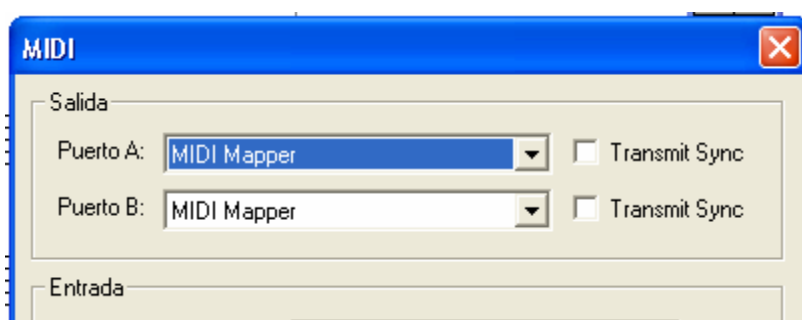 MIDI
Salida
Puerto A: MIDI Mapper Transmit Sync
Puerto B: MIDI Mapper Transmit Sync
Entrada